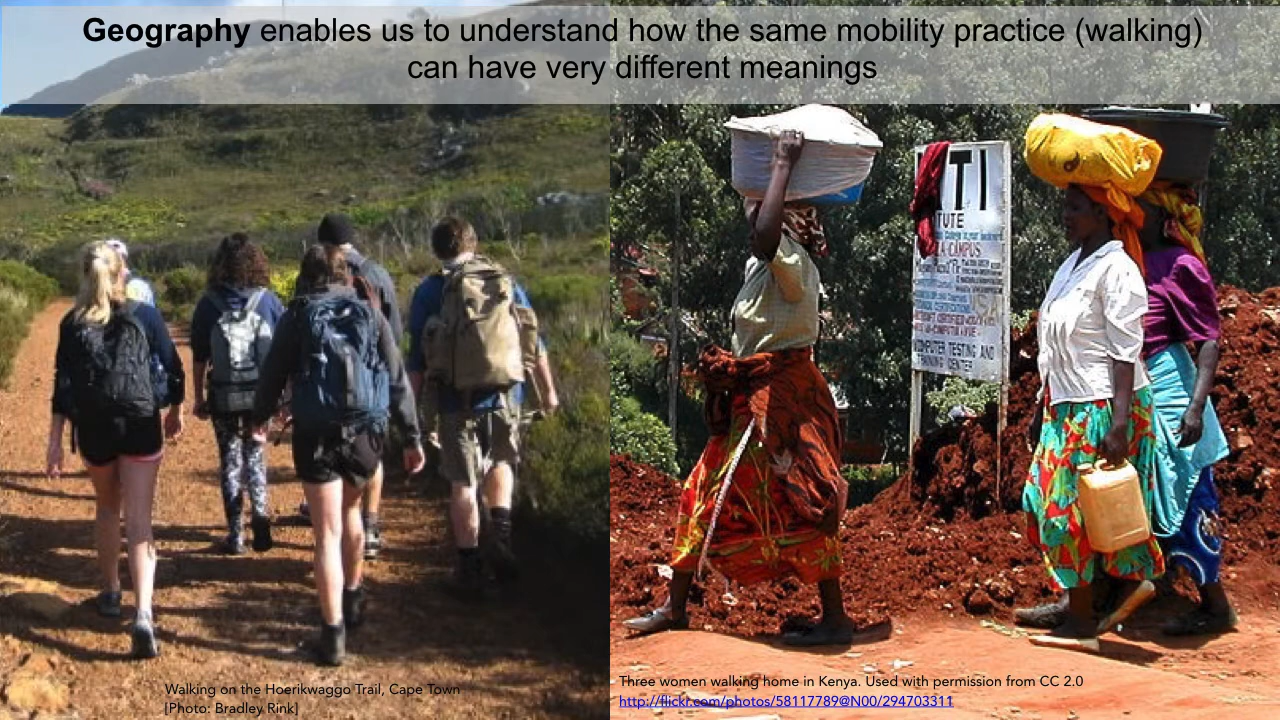 Geography enables us to understand how the same mobility practice (walking)
can have very different meanings
TI
TUTE
CAMPUS
COMPUTER TESTING AND
CENTER
Walking on the Hoerikwaggo Trail, Cape Town
[Photo: Bradley Rink]
Three women walking home in Kenya. Used with permission from CC 2.0
http://flickr.com/photos/58117789@N00/294703311